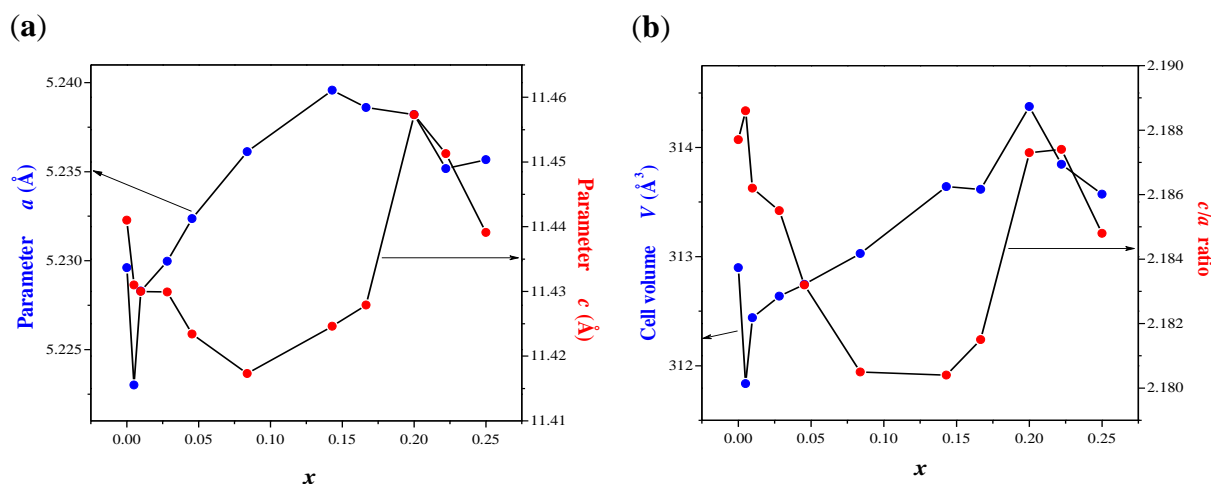 (a)
Parameter a (Å)
5.240
5.235
5.230
5.225
11.46
11.45
11.44
11.43
11.42
11.41
Parameter c (Å)
0.00 0.05 0.10 0.15 0.20 0.25
x
(b)
Cell volume V (Å³)
314
313
312
2.190
2.188
2.186
2.184
2.182
2.180
c/a ratio
0.00 0.05 0.10 0.15 0.20 0.25
x